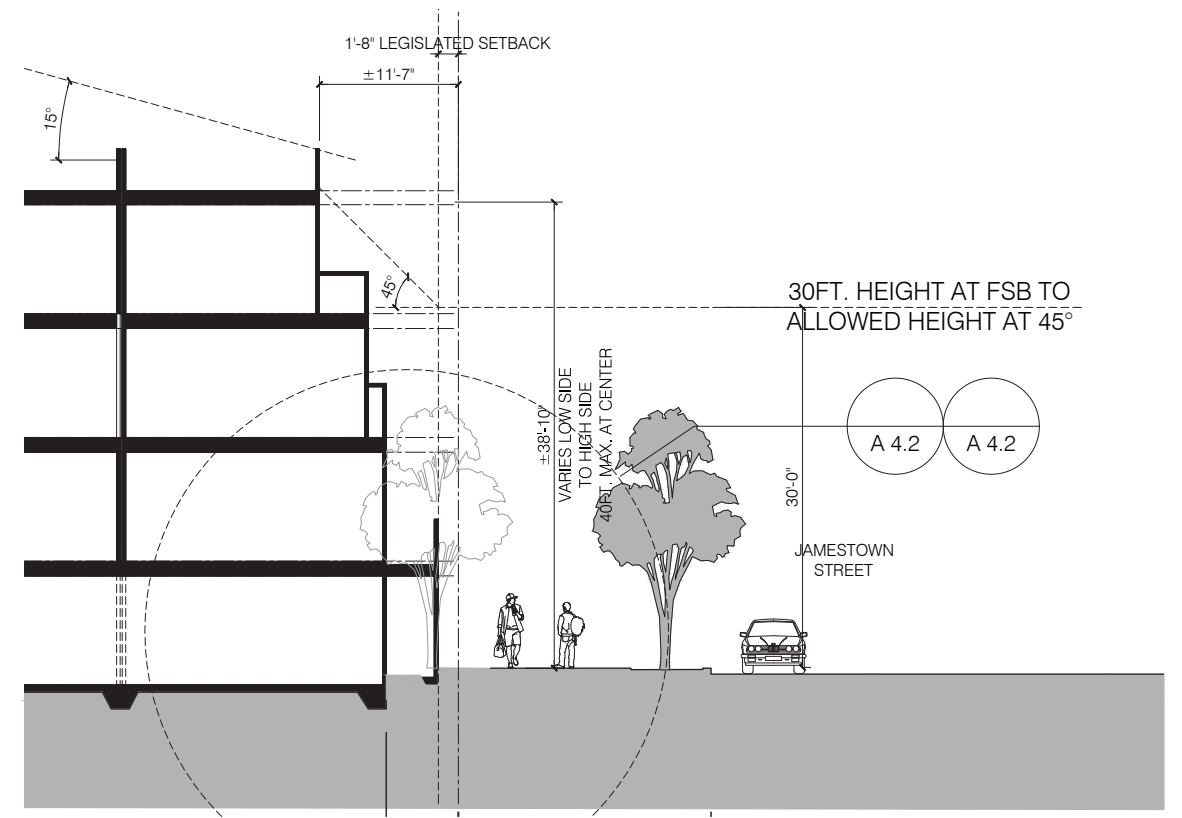 1'-8" LEGISLATED SETBACK
±11'-7"
15°
45°
30FT. HEIGHT AT FSB TO
ALLOWED HEIGHT AT 45°
±38'-10"
VARIES LOW SIDE
TO HIGH SIDE
40FT. MAX. AT CENTER
A 4.2
A 4.2
30'-0"
JAMESTOWN
STREET